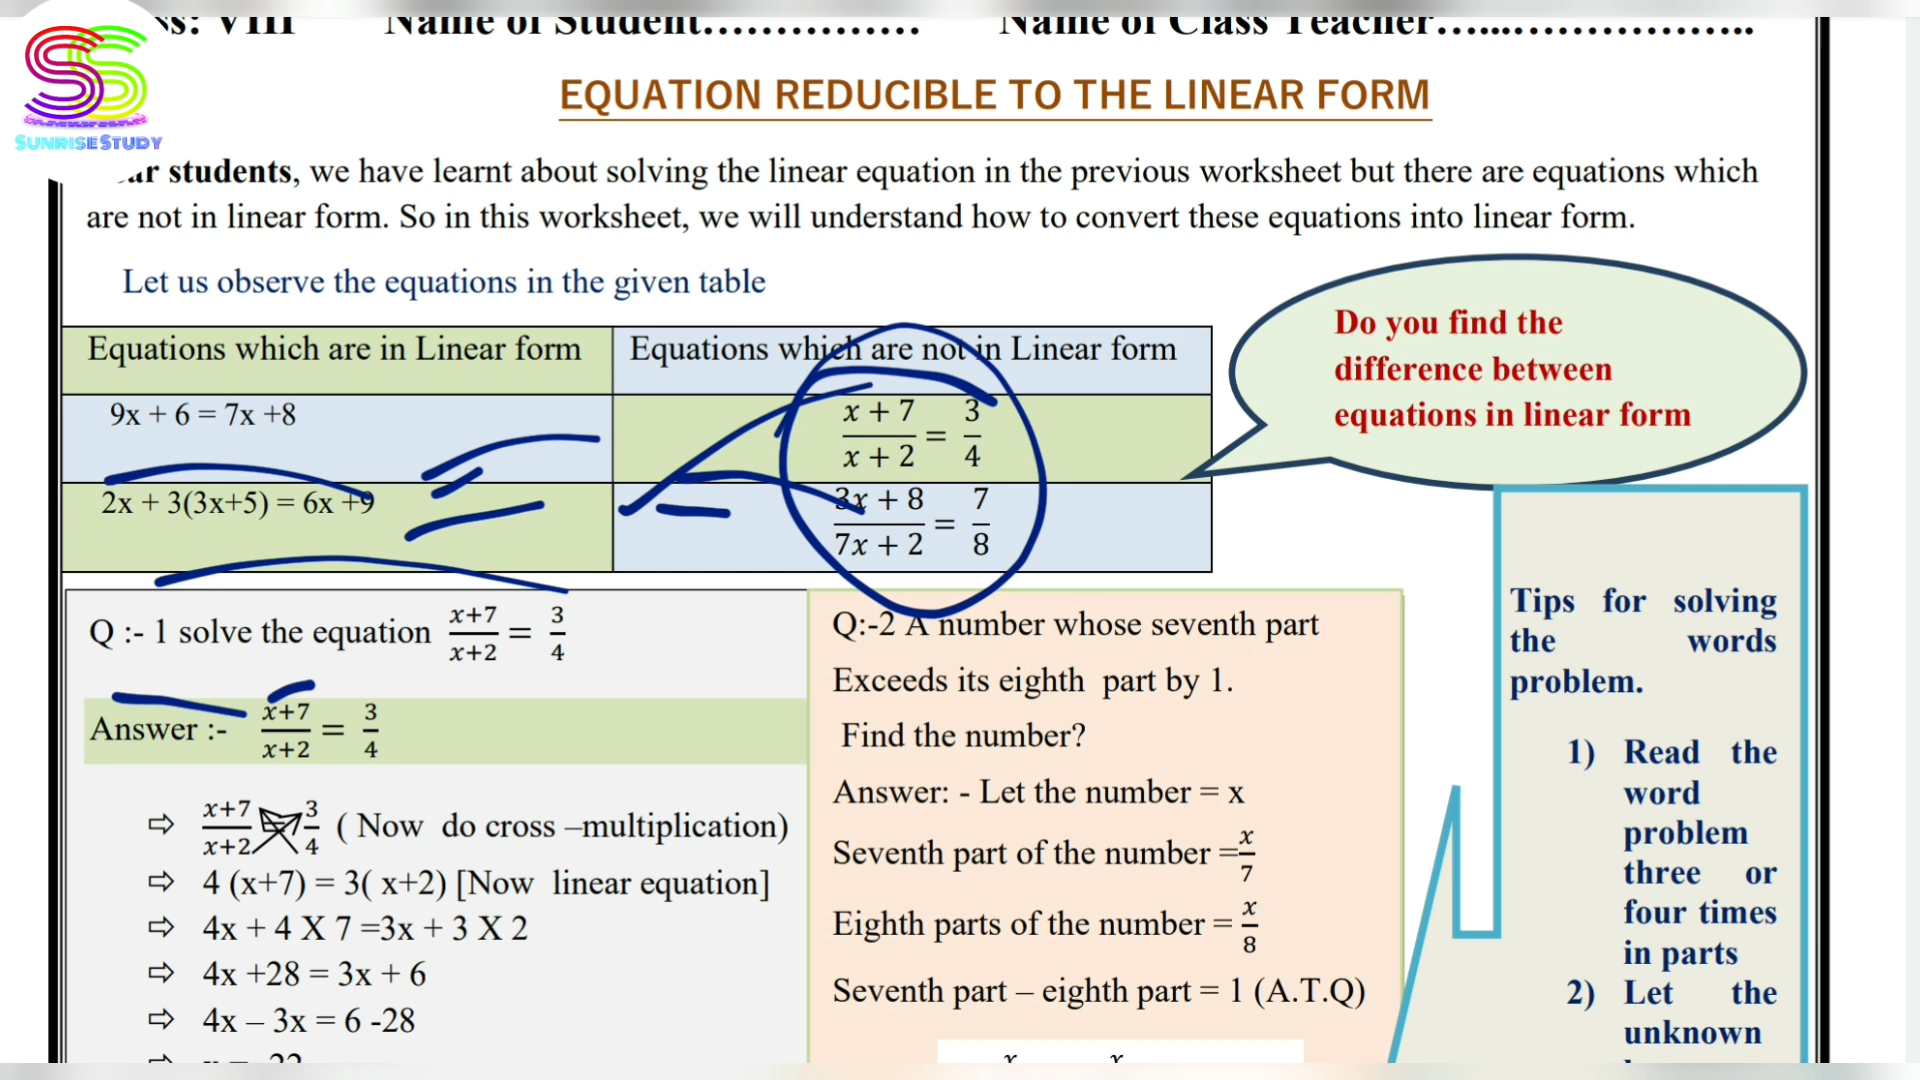 ss: VIII Name of Student…………… Name of Class Teacher…...……………..
EQUATION REDUCIBLE TO THE LINEAR FORM
SUNRISESTUDY
ar students, we have learnt about solving the linear equation in the previous worksheet but there are equations which
are not in linear form. So in this worksheet, we will understand how to convert these equations into linear form.
Let us observe the equations in the given table
Equations which are in Linear form
Equations which are not in Linear form
9x + 6 = 7x +8
x + 7 / x + 2 = 3 / 4
2x + 3(3x+5) = 6x +9
3x + 8 / 7x + 2 = 7 / 8
Do you find the
difference between
equations in linear form
Q :- 1 solve the equation x+7 / x+2 = 3 / 4
Answer :- x+7 / x+2 = 3 / 4
⇨ x+7 / x+2 = 3 / 4 ( Now do cross –multiplication)
⇨ 4 (x+7) = 3( x+2) [Now linear equation]
⇨ 4x + 4 X 7 =3x + 3 X 2
⇨ 4x +28 = 3x + 6
⇨ 4x – 3x = 6 -28
Q:-2 A number whose seventh part
Exceeds its eighth part by 1.
Find the number?
Answer: - Let the number = x
Seventh part of the number = x / 7
Eighth parts of the number = x / 8
Seventh part – eighth part = 1 (A.T.Q)
x x
Tips for solving
the words
problem.
1) Read the
word
problem
three or
four times
in parts
2) Let the
unknown